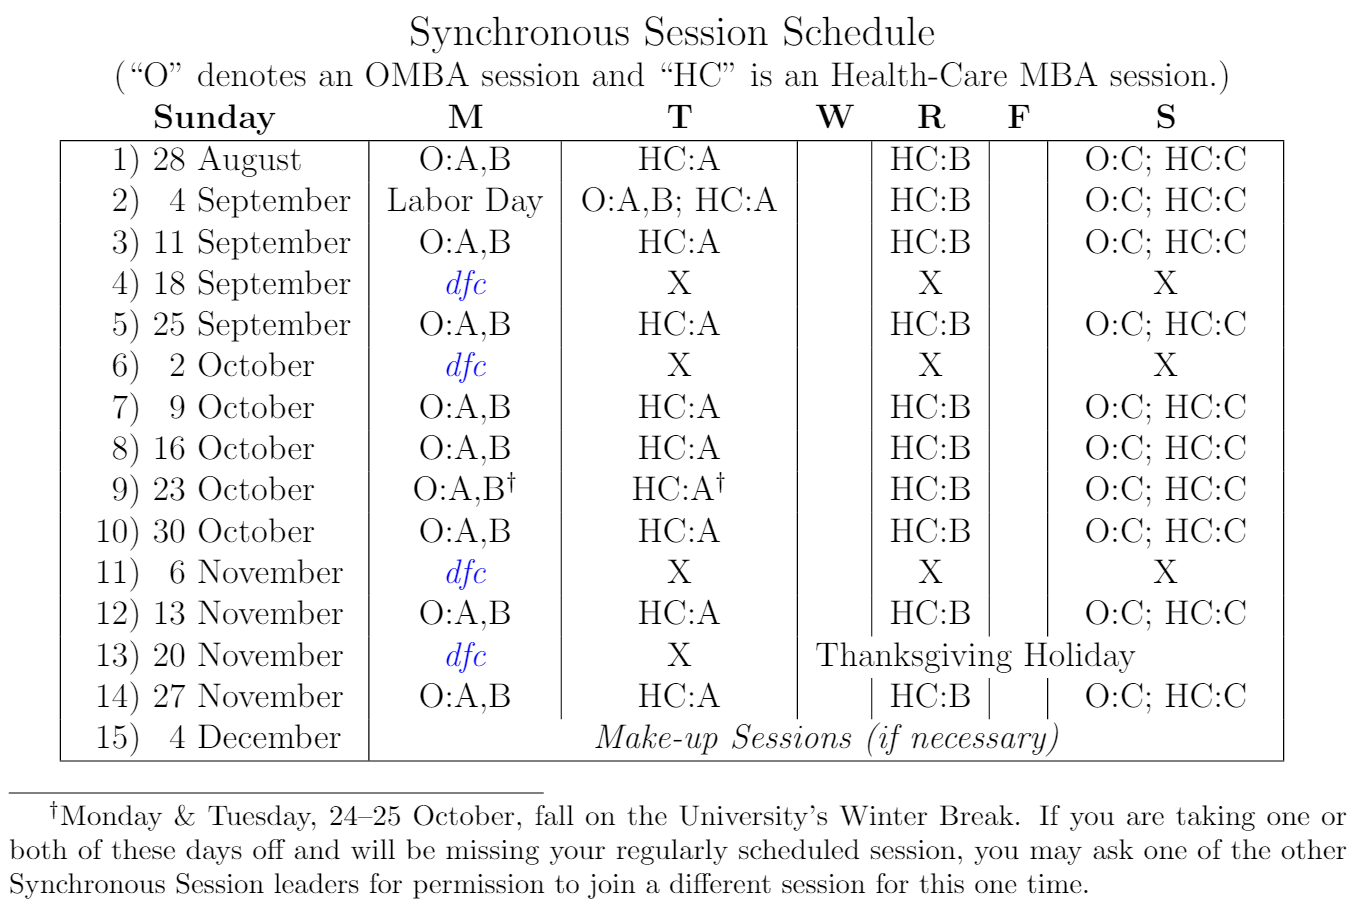 Synchronous Session Schedule
(“O” denotes an OMBA session and “HC” is an Health-Care MBA session.)
Sunday M T W R F S
1) 28 August O:A,B HC:A HC:B O:C; HC:C
2) 4 September Labor Day O:A,B; HC:A HC:B O:C; HC:C
3) 11 September O:A,B HC:A HC:B O:C; HC:C
4) 18 September dfc X X X
5) 25 September O:A,B HC:A HC:B O:C; HC:C
6) 2 October dfc X X X
7) 9 October O:A,B HC:A HC:B O:C; HC:C
8) 16 October O:A,B HC:A HC:B O:C; HC:C
9) 23 October O:A,B† HC:A† HC:B O:C; HC:C
10) 30 October O:A,B HC:A HC:B O:C; HC:C
11) 6 November dfc X X X
12) 13 November O:A,B HC:A HC:B O:C; HC:C
13) 20 November dfc X Thanksgiving Holiday
14) 27 November O:A,B HC:A HC:B O:C; HC:C
15) 4 December Make-up Sessions (if necessary)
†Monday & Tuesday, 24–25 October, fall on the University’s Winter Break. If you are taking one or
both of these days off and will be missing your regularly scheduled session, you may ask one of the other
Synchronous Session leaders for permission to join a different session for this one time.